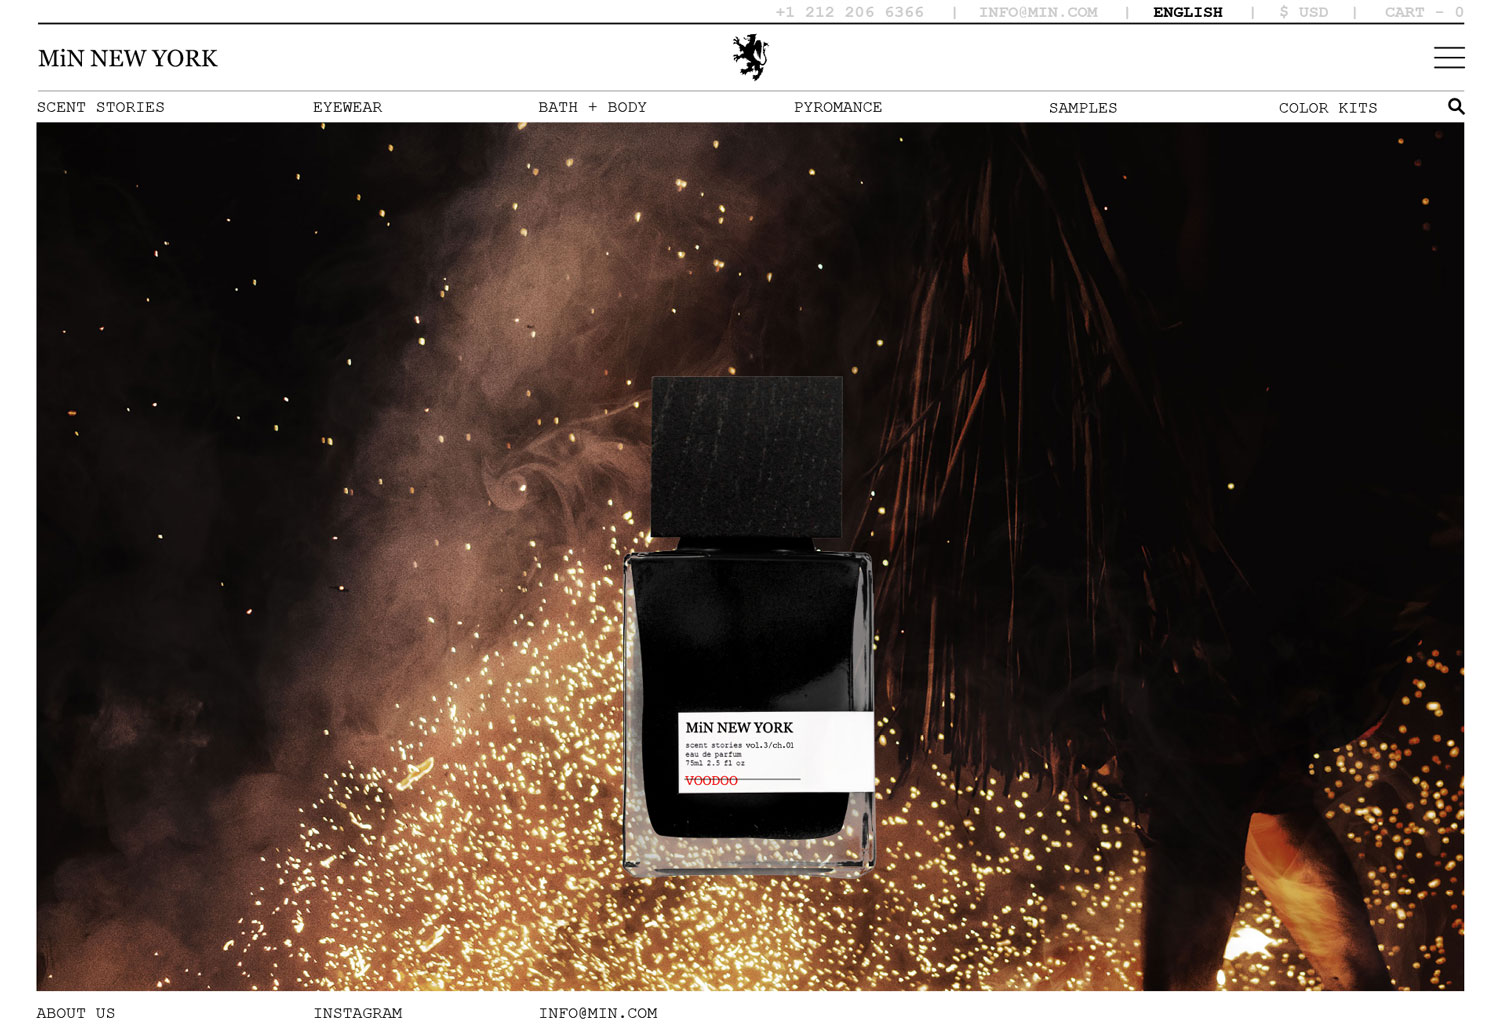 +1 212 206 6366 | INFO@MIN.COM | ENGLISH | $ USD | CART - 0
MiN NEW YORK
SCENT STORIES EYEWEAR BATH + BODY PYROMANCE SAMPLES COLOR KITS
MiN NEW YORK
scent stories vol.3/ch.01
eau de parfum
75ml 2.5 fl oz
VOODOO
ABOUT US INSTAGRAM INFO@MIN.COM